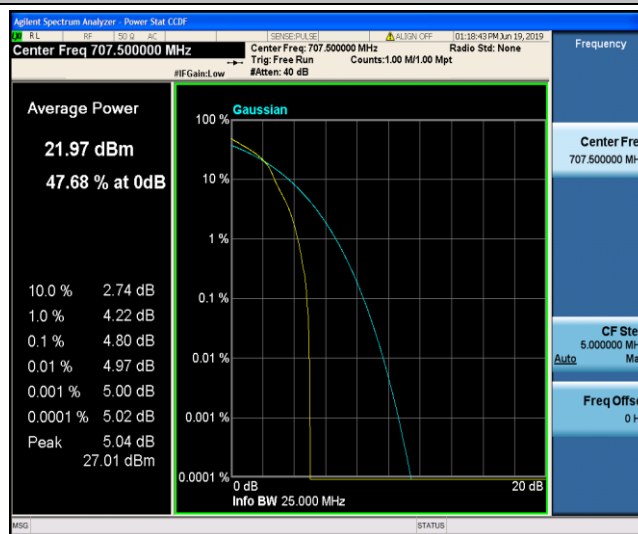 Agilent Spectrum Analyzer - Power Stat CCDF
RL RF 50 Ω AC SENSE:PULSE ALIGN OFF 01:18:43 PM Jun 19, 2019
Center Freq 707.500000 MHz Center Freq: 707.500000 MHz Radio Std: None
Trig: Free Run Counts:1.00 M/1.00 Mpt
#IFGain:Low #Atten: 40 dB
Frequency
Average Power
21.97 dBm
47.68 % at 0dB
10.0 % 2.74 dB
1.0 % 4.22 dB
0.1 % 4.80 dB
0.01 % 4.97 dB
0.001 % 5.00 dB
0.0001 % 5.02 dB
Peak 5.04 dB
27.01 dBm
Gaussian
100 %
10 %
1 %
0.1 %
0.01 %
0.001 %
0.0001 %
0 dB 20 dB
Info BW 25.000 MHz
Center Fre
707.500000 MH
CF Ste
5.000000 MH
Auto Ma
Freq Offse
0 H
MSG STATUS